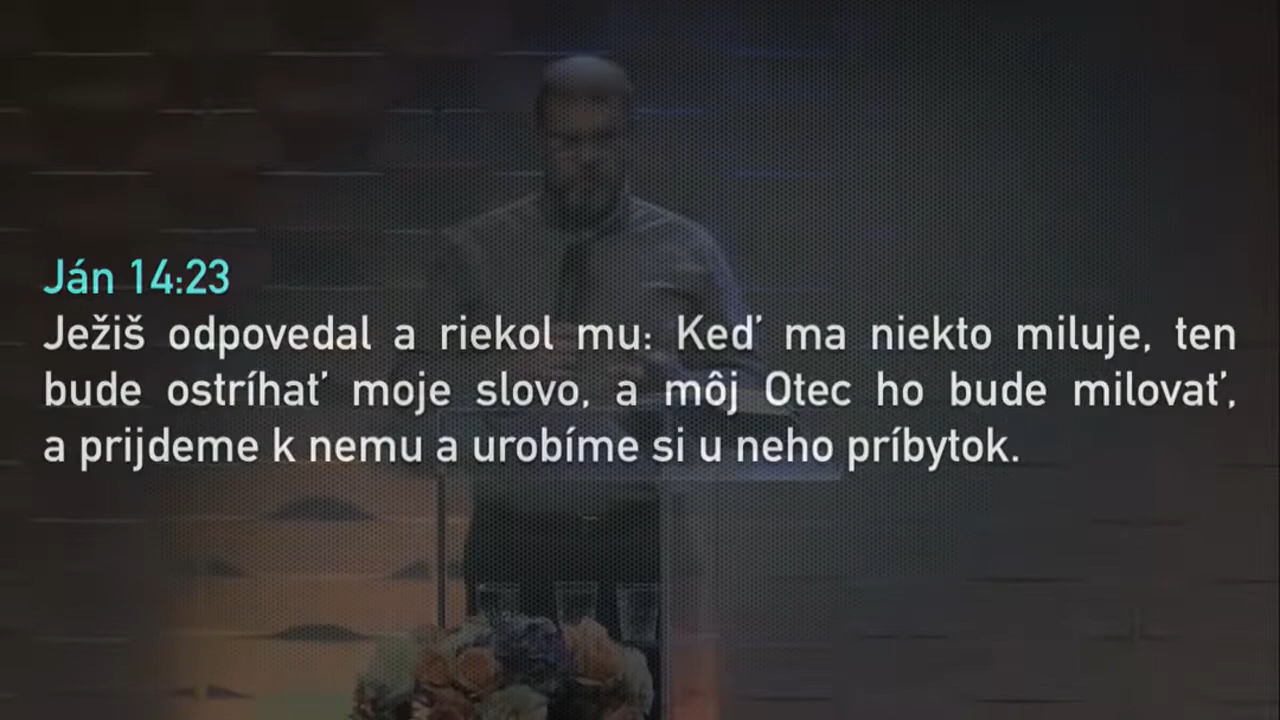 Ján 14:23
Ježiš odpovedal a riekol mu: Keď ma niekto miluje, ten
bude ostríhať moje slovo, a môj Otec ho bude milovať,
a prijdeme k nemu a urobíme si u neho príbytok.